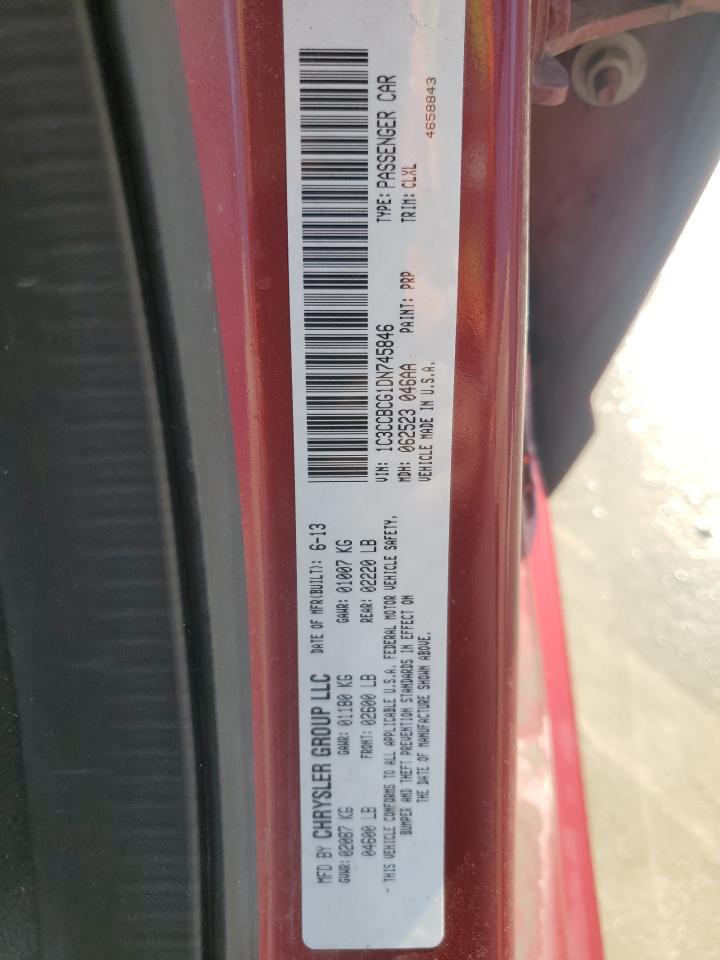 MFD BY CHRYSLER GROUP LLC DATE OF MFR(BUILT): 6-13
GVWR: 02087 KG GAWR: 01180 KG GAWR: 01007 KG
04600 LB FRONT: 02600 LB REAR: 02220 LB
- THIS VEHICLE CONFORMS TO ALL APPLICABLE U.S.A. FEDERAL MOTOR VEHICLE SAFETY,
BUMPER AND THEFT PREVENTION STANDARDS IN EFFECT ON
THE DATE OF MANUFACTURE SHOWN ABOVE.
VIN: 1C3CCBCG1DN745846 TYPE: PASSENGER CAR
MDH: 062523 046AA PAINT: PRP TRIM: CLXL
VEHICLE MADE IN U.S.A.
4658843